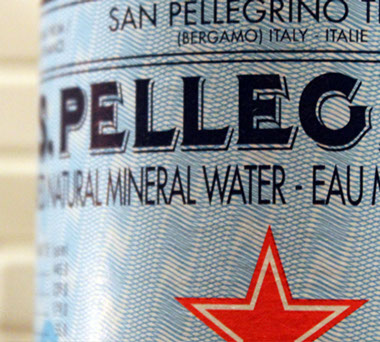 SAN PELLEGRINO T
(BERGAMO) ITALY - ITALIE
S. PELLEG
NATURAL MINERAL WATER - EAU M